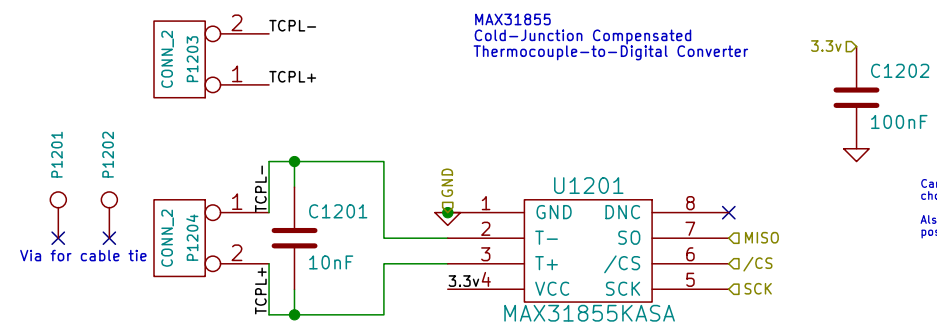 2
TCPL-
CONN_2
P1203
1
TCPL+
MAX31855
Cold-Junction Compensated
Thermocouple-to-Digital Converter
3.3v
C1202
100nF
P1201
P1202
Via for cable tie
CONN_2
P1204
1
TCPL-
2
TCPL+
C1201
10nF
GND
U1201
1
GND
DNC
8
2
T-
SO
7
MISO
3
T+
/CS
6
/CS
3.3v
4
VCC
SCK
5
SCK
MAX31855KASA